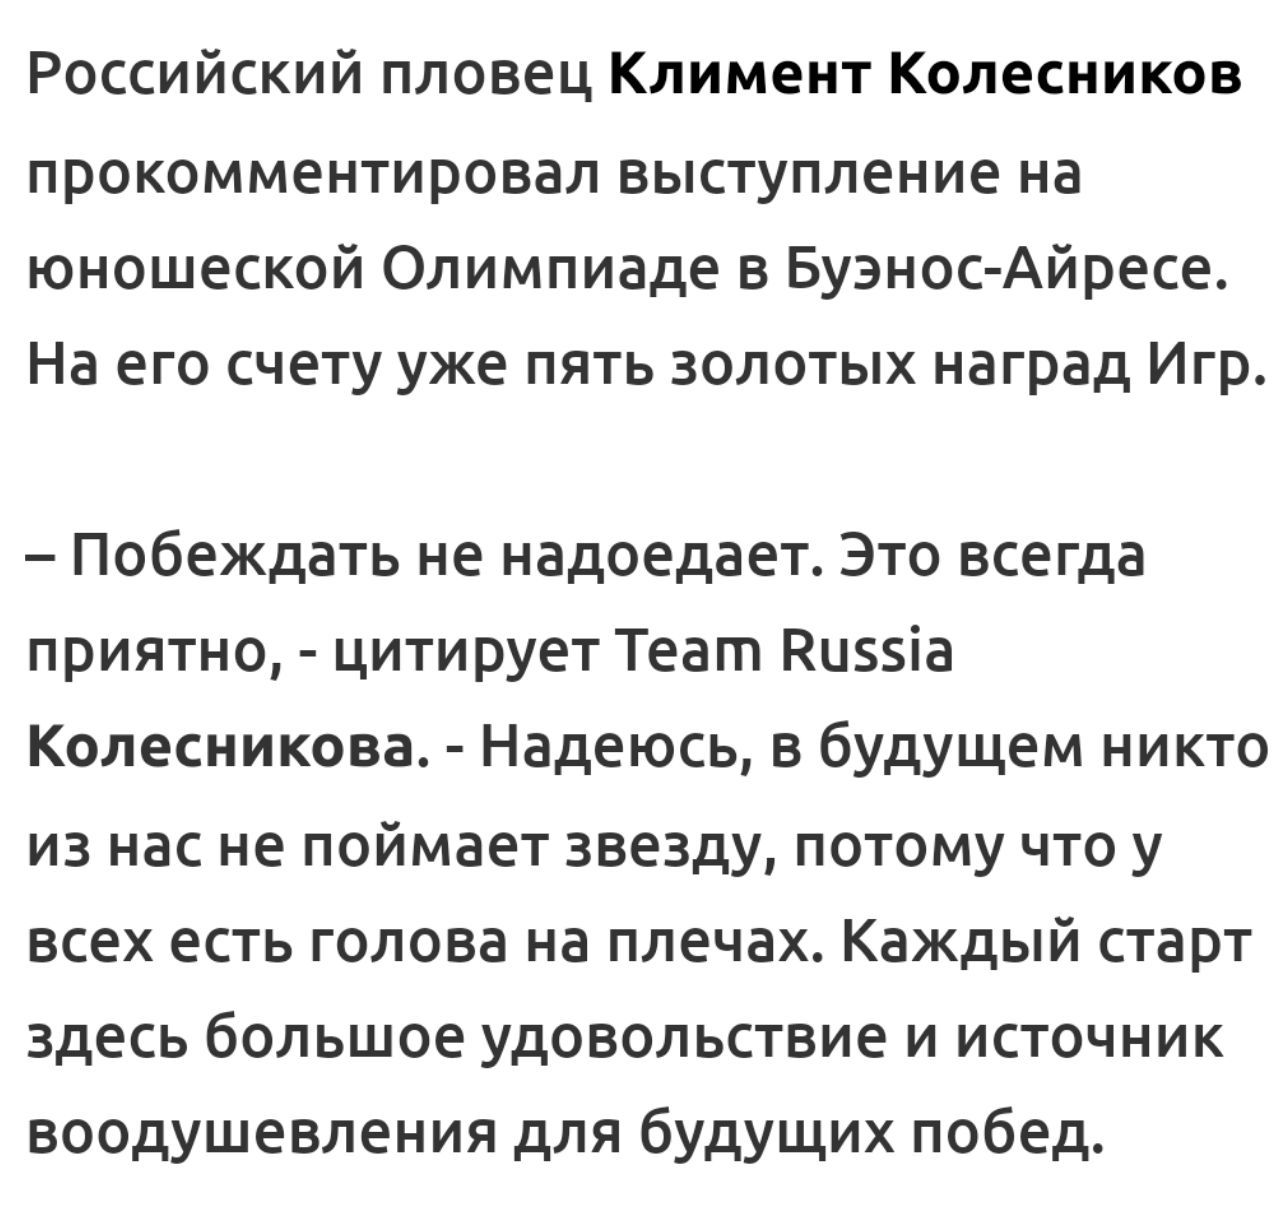 Российский пловец Климент Колесников
прокомментировал выступление на
юношеской Олимпиаде в Буэнос-Айресе.
На его счету уже пять золотых наград Игр.
– Побеждать не надоедает. Это всегда
приятно, - цитирует Team Russia
Колесникова. - Надеюсь, в будущем никто
из нас не поймает звезду, потому что у
всех есть голова на плечах. Каждый старт
здесь большое удовольствие и источник
воодушевления для будущих побед.